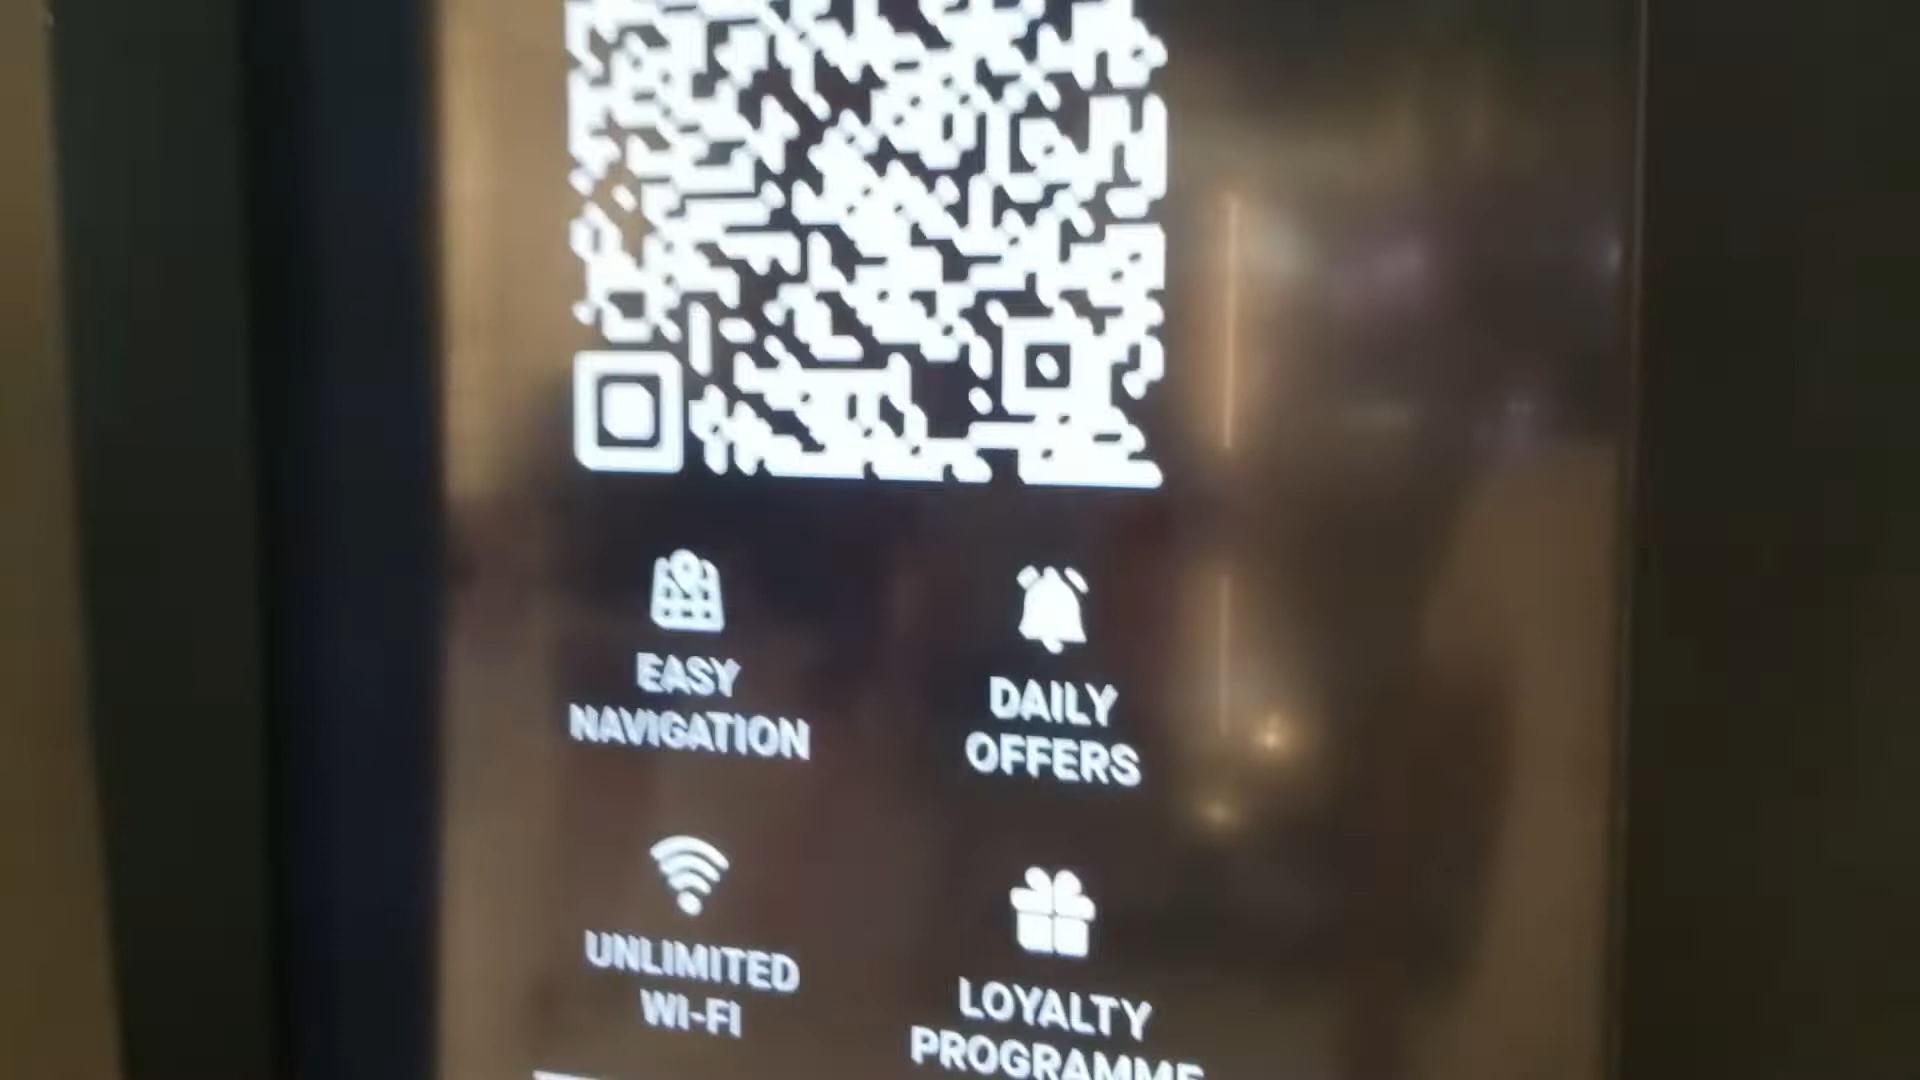 EASY
NAVIGATION
DAILY
OFFERS
UNLIMITED
WI-FI
LOYALTY
PROGRAMME